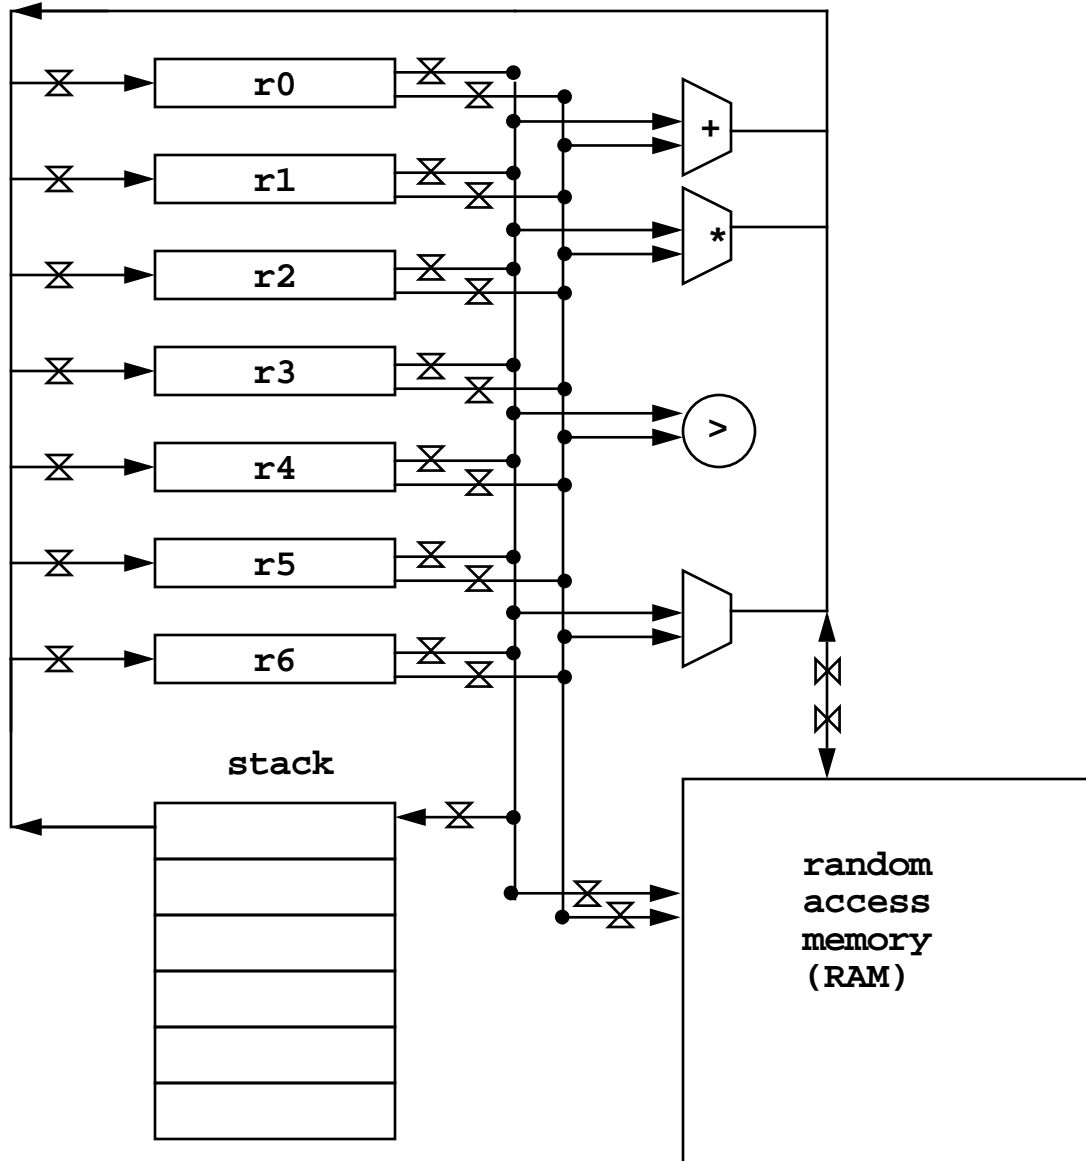 r0
+
r1
*
r2
r3
>
r4
r5
r6
stack
random
access
memory
(RAM)